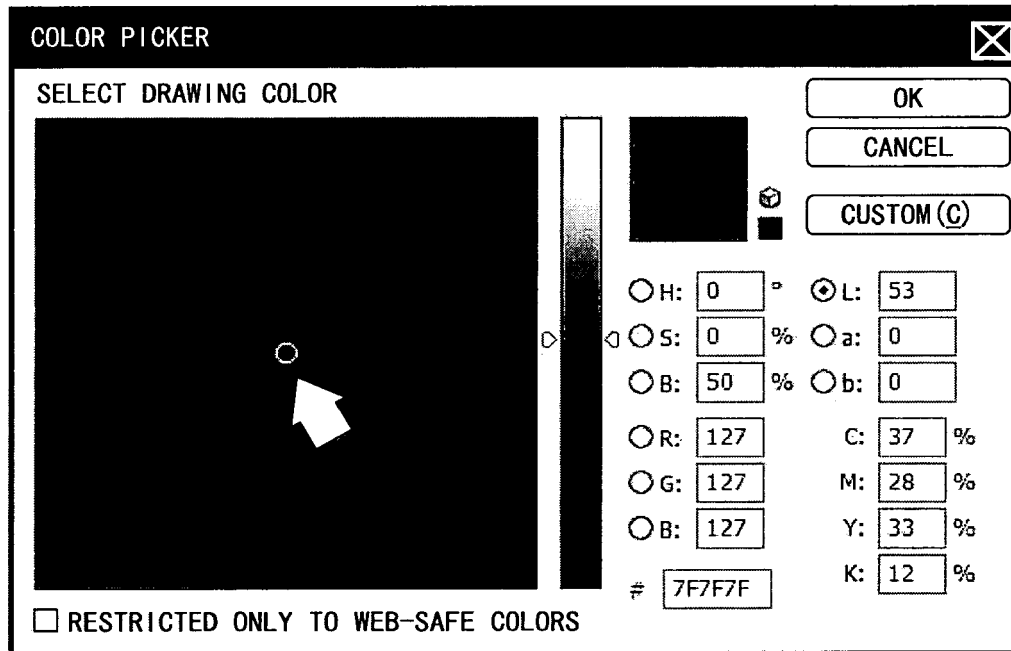 COLOR PICKER
SELECT DRAWING COLOR
OK
CANCEL
CUSTOM(C)
H: 0 °
L: 53
S: 0 %
a: 0
B: 50 %
b: 0
R: 127
C: 37 %
G: 127
M: 28 %
B: 127
Y: 33 %
# 7F7F7F
K: 12 %
RESTRICTED ONLY TO WEB-SAFE COLORS